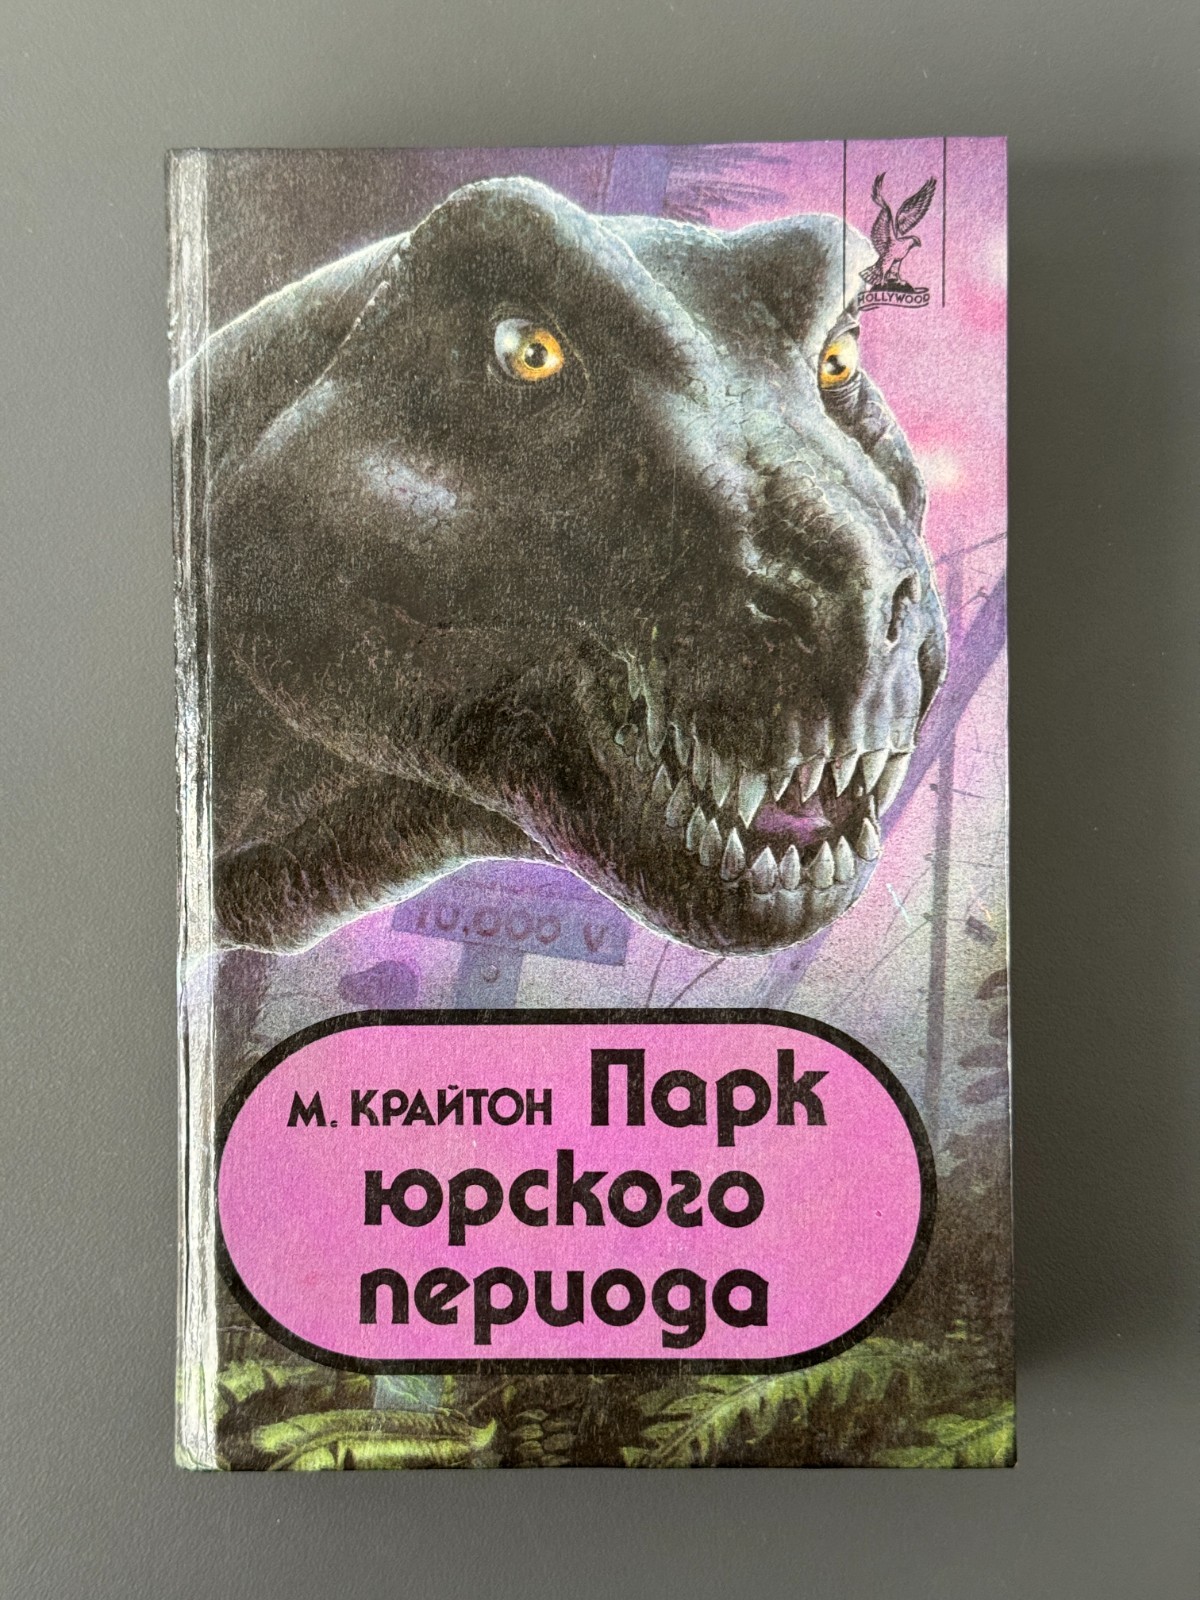 HOLLYWOOD
10.000 V
М. КРАЙТОН Парк
юрского
периода